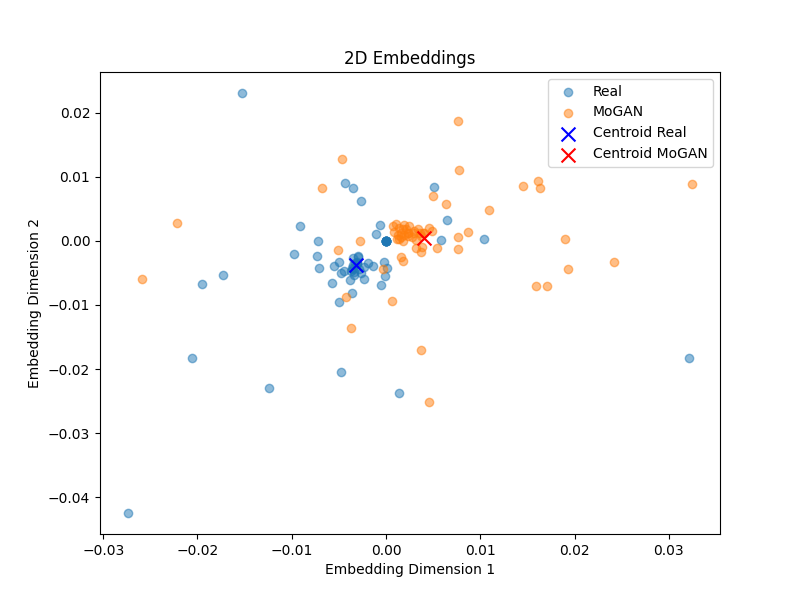 2D Embeddings
Real
MoGAN
Centroid Real
Centroid MoGAN
0.02
0.01
0.00
−0.01
−0.02
−0.03
−0.04
Embedding Dimension 2
−0.03
−0.02
−0.01
0.00
0.01
0.02
0.03
Embedding Dimension 1